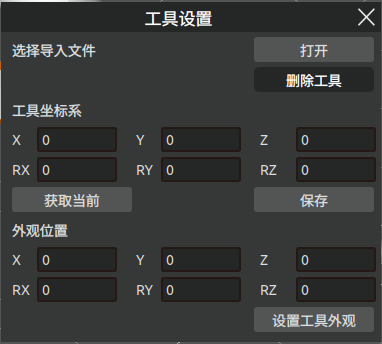 工具设置
选择导入文件 打开
删除工具
工具坐标系
X 0 Y 0 Z 0
RX 0 RY 0 RZ 0
获取当前 保存
外观位置
X 0 Y 0 Z 0
RX 0 RY 0 RZ 0
设置工具外观